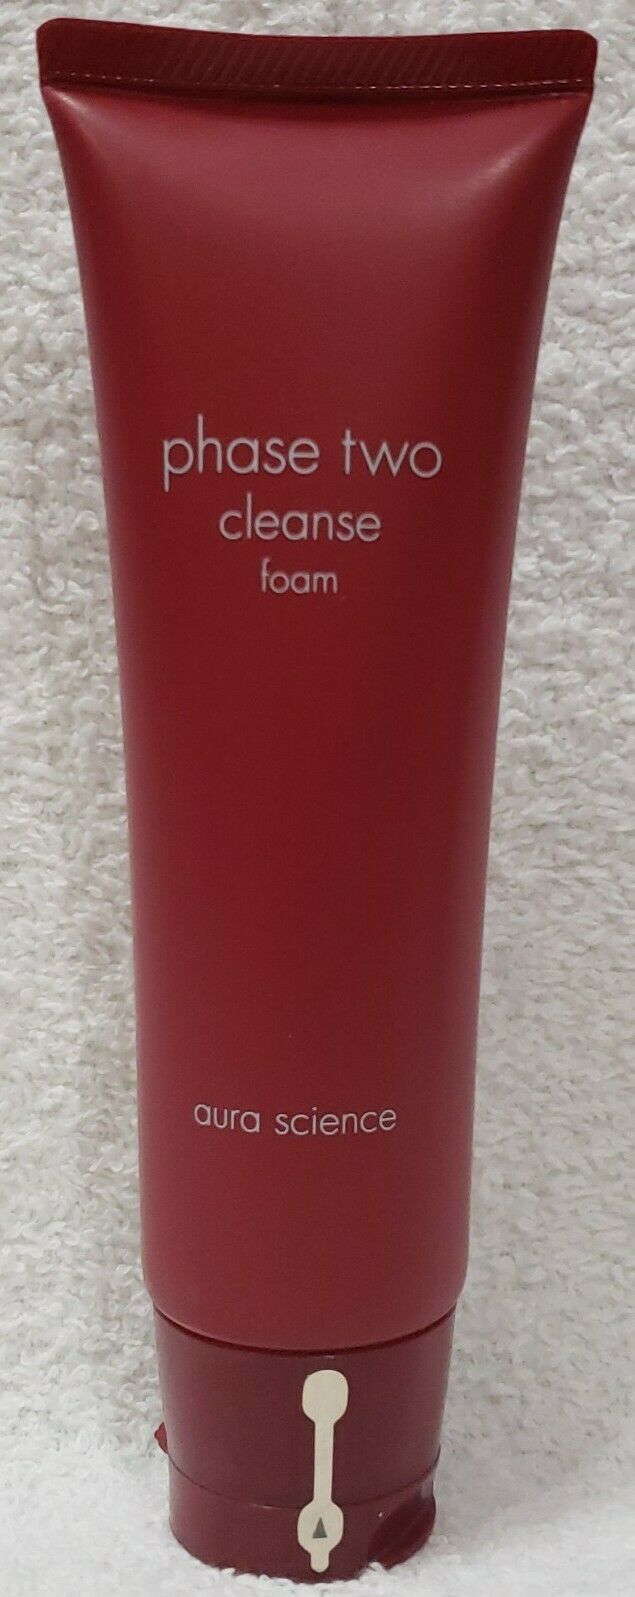 phase two
cleanse
foam
aura science